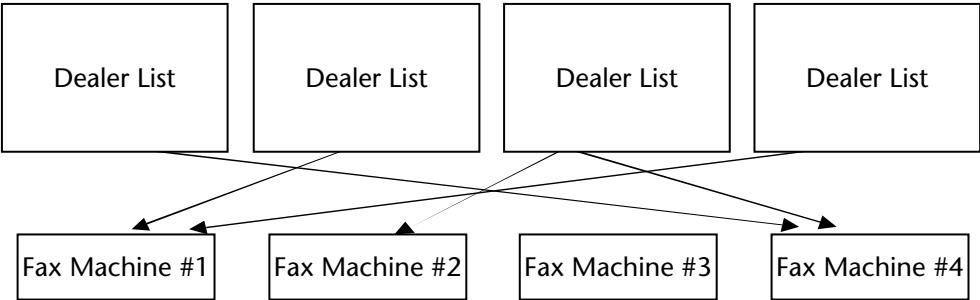 Dealer List
Dealer List
Dealer List
Dealer List
Fax Machine #1
Fax Machine #2
Fax Machine #3
Fax Machine #4